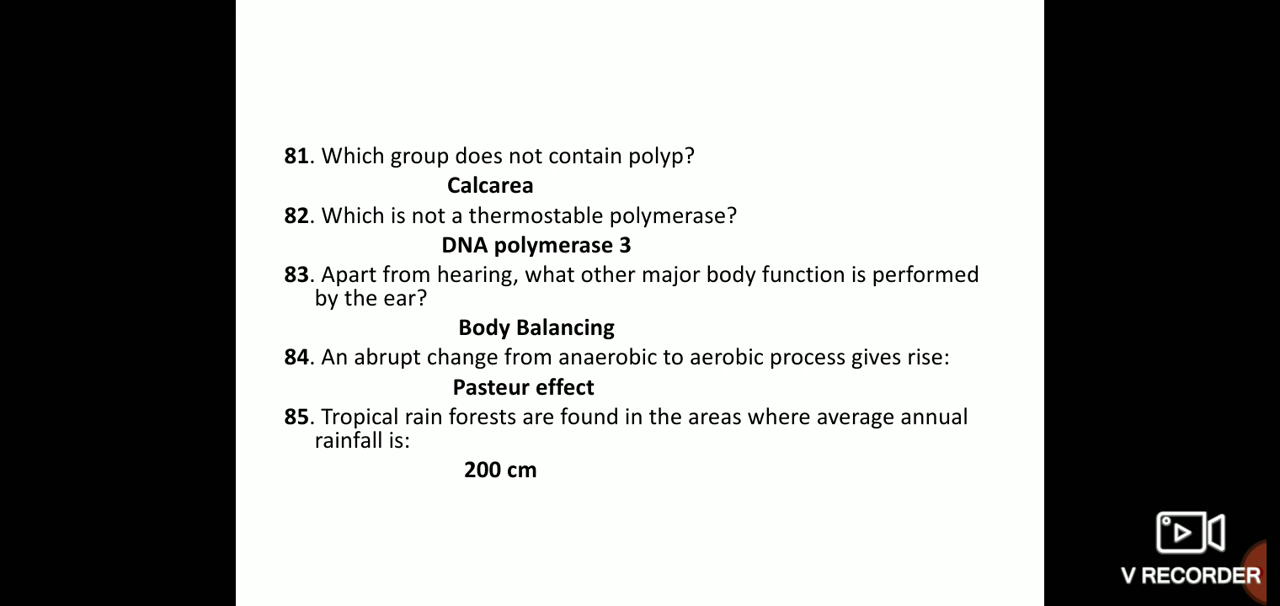 81. Which group does not contain polyp?
Calcarea
82. Which is not a thermostable polymerase?
DNA polymerase 3
83. Apart from hearing, what other major body function is performed
by the ear?
Body Balancing
84. An abrupt change from anaerobic to aerobic process gives rise:
Pasteur effect
85. Tropical rain forests are found in the areas where average annual
rainfall is:
200 cm
V RECORDER